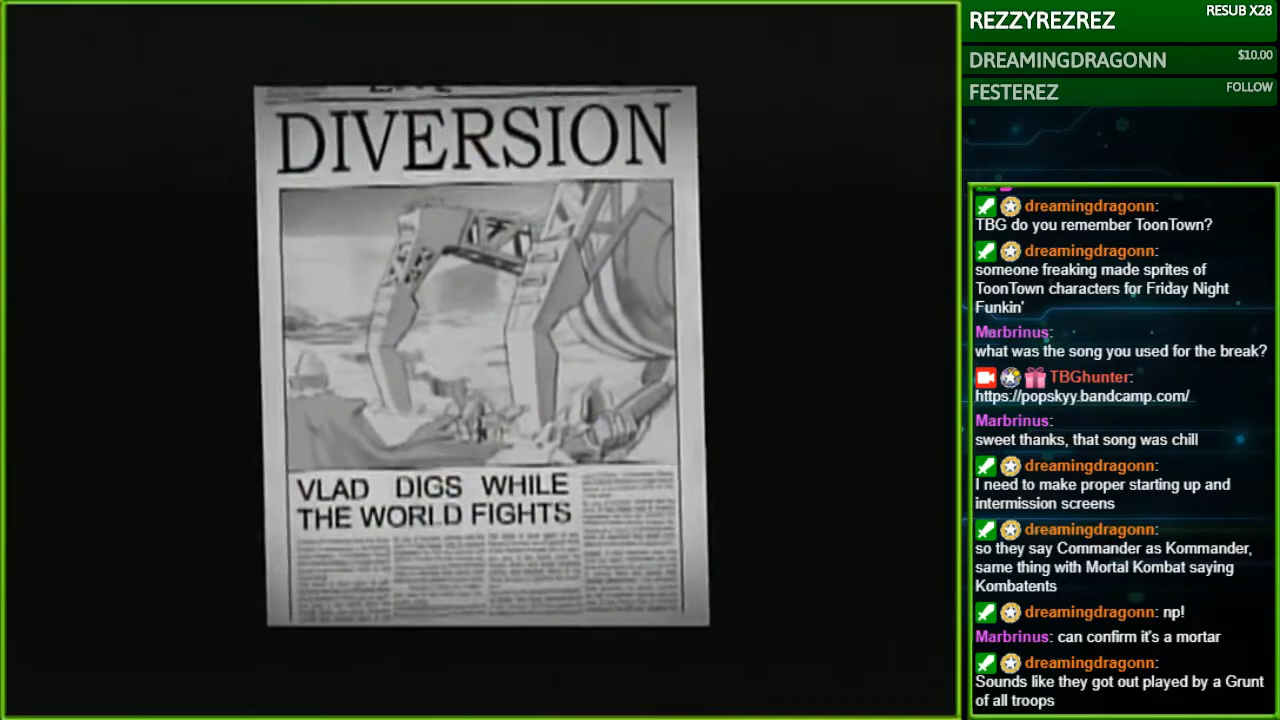 DIVERSION
VLAD DIGS WHILE
THE WORLD FIGHTS
REZZYREZREZ
RESUB X28
DREAMINGDRAGONN
$10.00
FESTEREZ
FOLLOW
dreamingdragonn:
TBG do you remember ToonTown?
dreamingdragonn:
someone freaking made sprites of
ToonTown characters for Friday Night
Funkin'
Marbrinus:
what was the song you used for the break?
TBGhunter:
https://popskyy.bandcamp.com/
Marbrinus:
sweet thanks, that song was chill
dreamingdragonn:
I need to make proper starting up and
intermission screens
dreamingdragonn:
so they say Commander as Kommander,
same thing with Mortal Kombat saying
Kombatents
dreamingdragonn: np!
Marbrinus: can confirm it's a mortar
dreamingdragonn:
Sounds like they got out played by a Grunt
of all troops